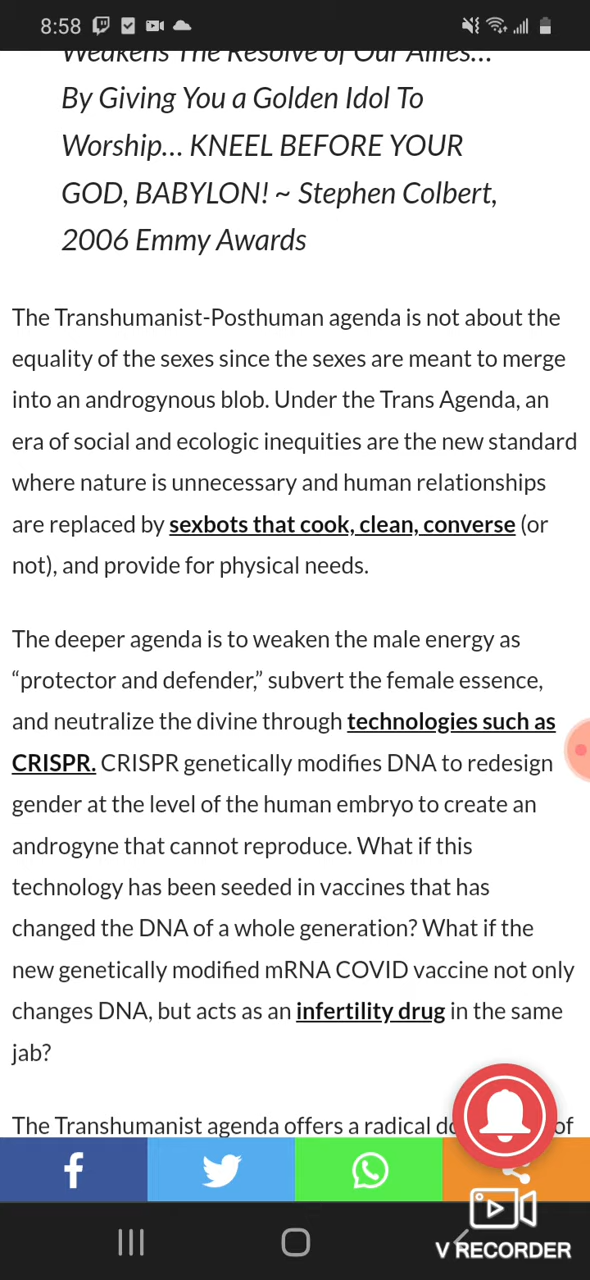 8:58
Weakens The Resolve of Our Allies...
By Giving You a Golden Idol To
Worship... KNEEL BEFORE YOUR
GOD, BABYLON! ~ Stephen Colbert,
2006 Emmy Awards
The Transhumanist-Posthuman agenda is not about the
equality of the sexes since the sexes are meant to merge
into an androgynous blob. Under the Trans Agenda, an
era of social and ecologic inequities are the new standard
where nature is unnecessary and human relationships
are replaced by sexbots that cook, clean, converse (or
not), and provide for physical needs.
The deeper agenda is to weaken the male energy as
“protector and defender,” subvert the female essence,
and neutralize the divine through technologies such as
CRISPR. CRISPR genetically modifies DNA to redesign
gender at the level of the human embryo to create an
androgyne that cannot reproduce. What if this
technology has been seeded in vaccines that has
changed the DNA of a whole generation? What if the
new genetically modified mRNA COVID vaccine not only
changes DNA, but acts as an infertility drug in the same
jab?
The Transhumanist agenda offers a radical of
V RECORDER